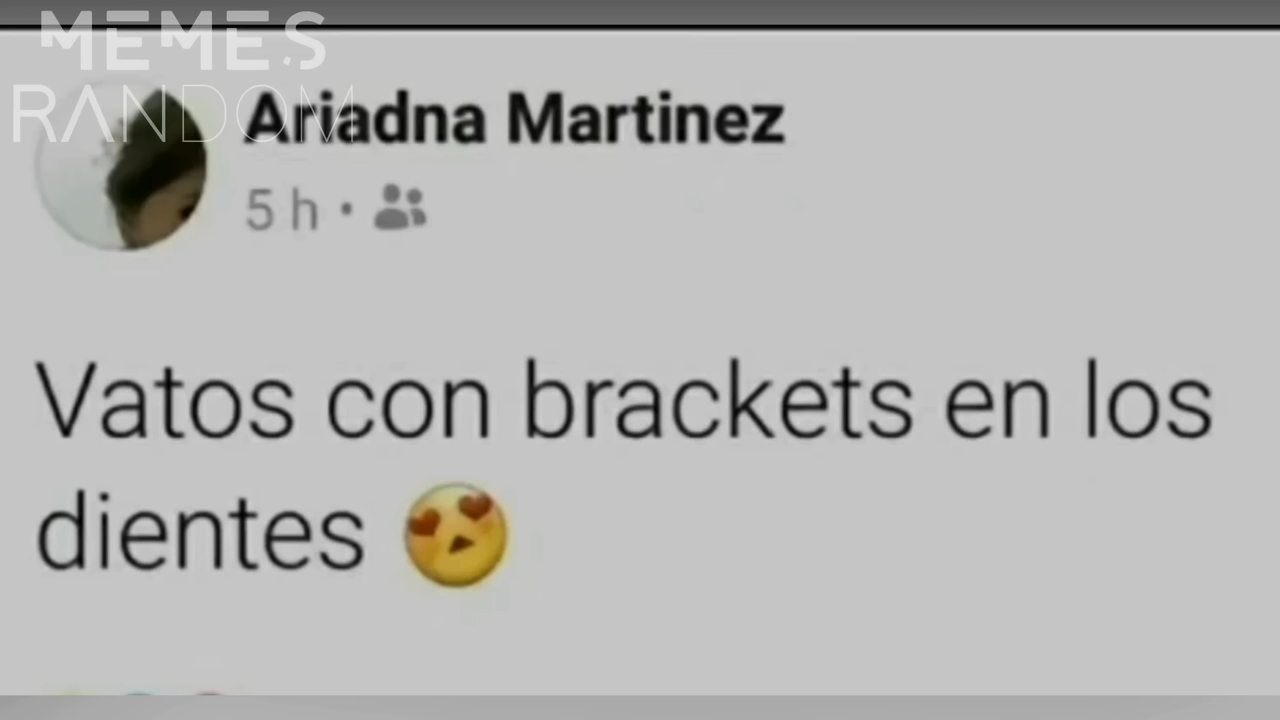 MEMES
RANDOM
Ariadna Martinez
5 h •
Vatos con brackets en los
dientes 😍